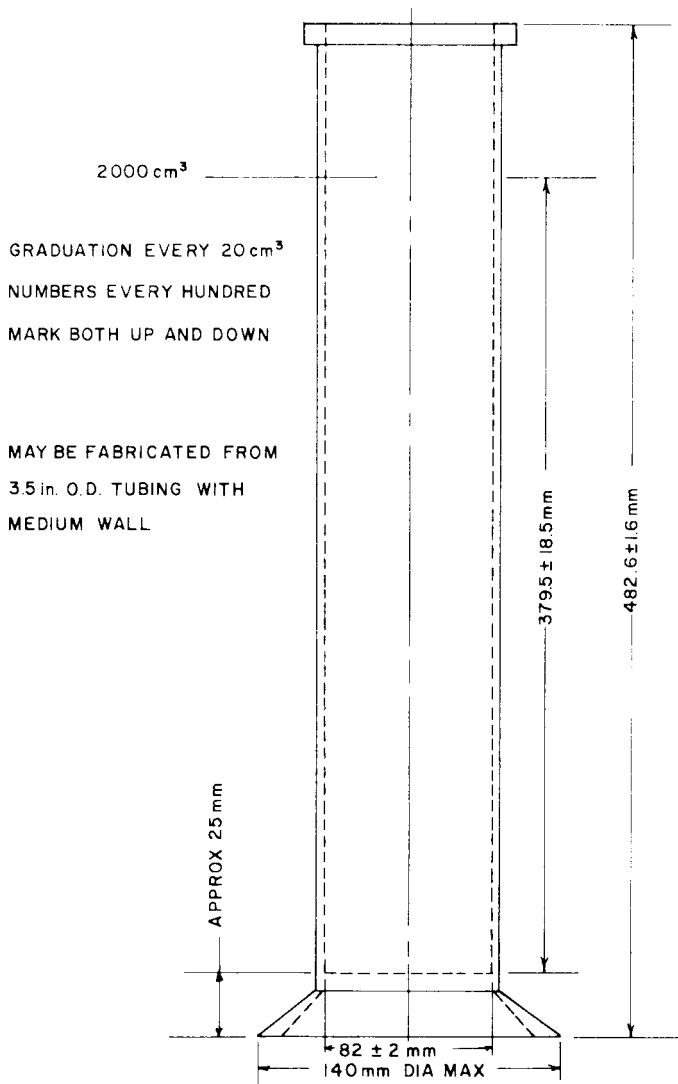 2000 cm³
GRADUATION EVERY 20 cm³
NUMBERS EVERY HUNDRED
MARK BOTH UP AND DOWN
MAY BE FABRICATED FROM
3.5 in. O.D. TUBING WITH
MEDIUM WALL
379.5 ± 18.5 mm
482.6 ± 1.6 mm
APPROX 25 mm
82 ± 2 mm
140 mm DIA MAX